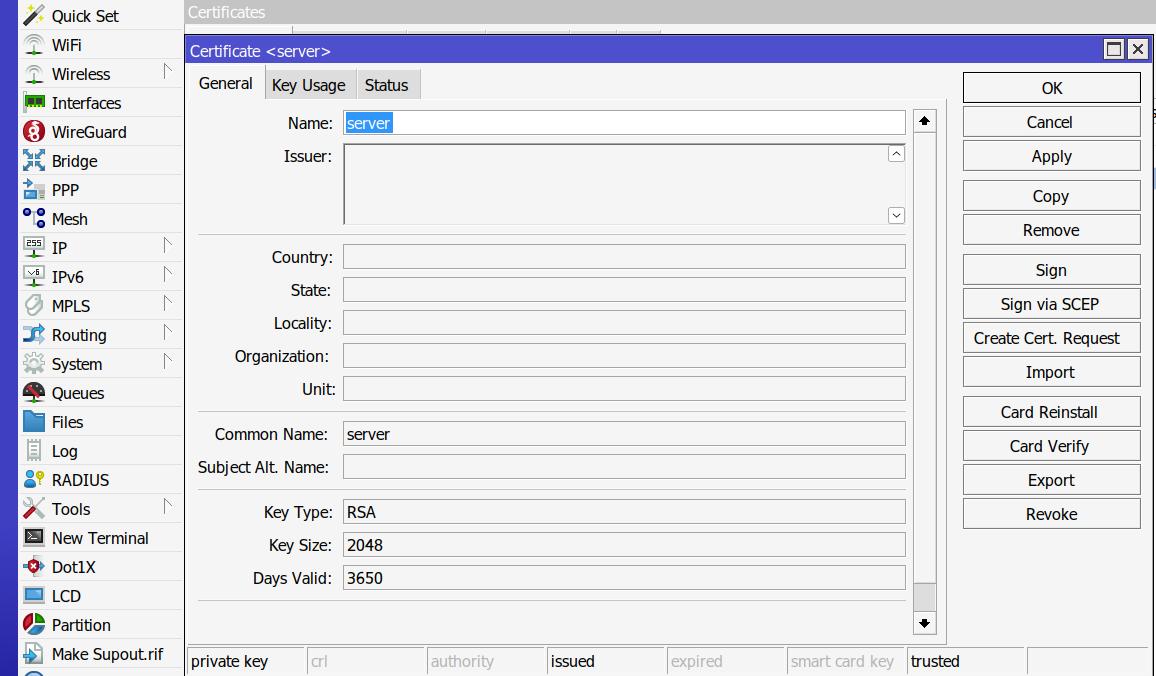 Quick Set
WiFi
Wireless
Interfaces
WireGuard
Bridge
PPP
Mesh
255
IP
v6
IPv6
MPLS
Routing
System
Queues
Files
Log
RADIUS
Tools
New Terminal
Dot1X
LCD
Partition
Make Supout.rif
Certificates
Certificate <server>
General
Key Usage
Status
Name: server
Issuer:
Country:
State:
Locality:
Organization:
Unit:
Common Name: server
Subject Alt. Name:
Key Type: RSA
Key Size: 2048
Days Valid: 3650
OK
Cancel
Apply
Copy
Remove
Sign
Sign via SCEP
Create Cert. Request
Import
Card Reinstall
Card Verify
Export
Revoke
private key
crl
authority
issued
expired
smart card key
trusted